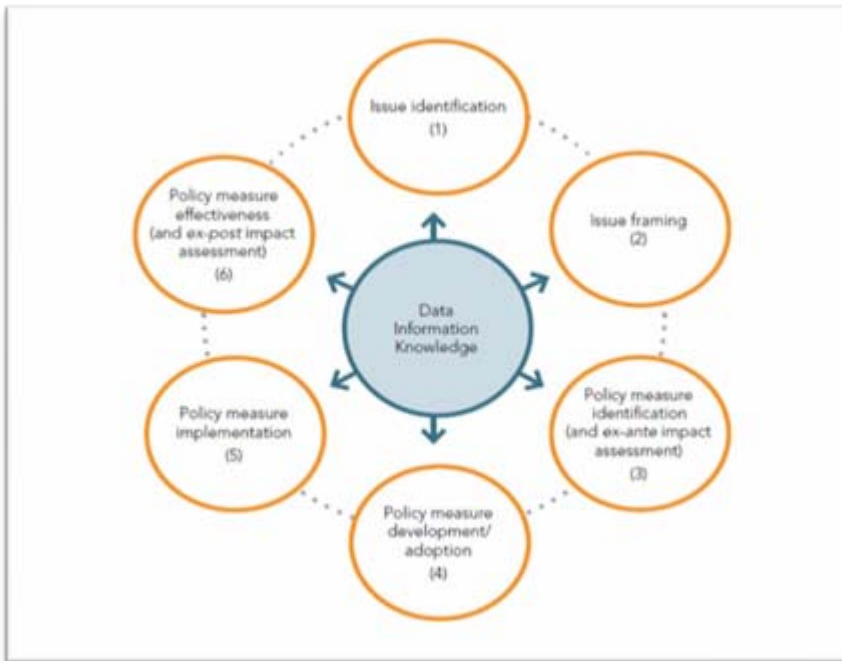 Issue identification
(1)
Issue framing
(2)
Policy measure
identification
(and ex-ante impact
assessment)
(3)
Policy measure
development/
adoption
(4)
Policy measure
implementation
(5)
Policy measure
effectiveness
(and ex-post impact
assessment)
(6)
Data
Information
Knowledge